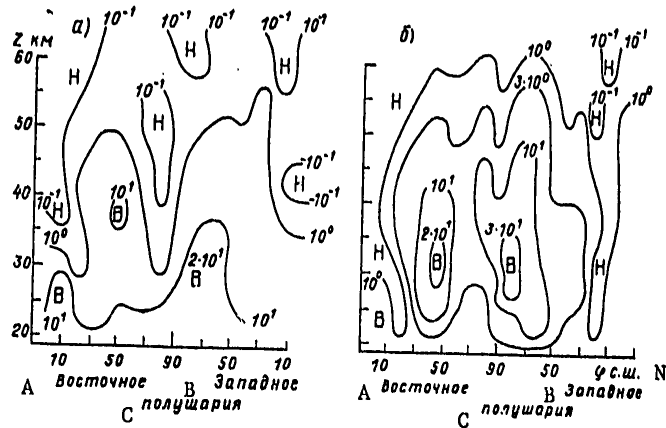 Z км
а)
10⁻¹
10⁻¹
10⁻¹
10⁻¹
10⁻¹
Н
Н
Н
60
50
40
30
20
10⁻¹
Н
10⁻¹
Н
10¹
В
-10⁻¹
Н
-10⁻¹
10⁰
10⁰
В
2·10¹
В
10¹
10¹
10 50 90 50 10
A Восточное B Западное
C полушария
б)
10⁰
10⁻¹
10⁻¹
Н
3·10⁰
10⁻¹
10⁰
Н
Н
10¹
10¹
2·10¹
3·10¹
Н
В
В
Н
10⁰
В
10 50 90 50 φ с.ш. N
A Восточное B Западное
C полушария